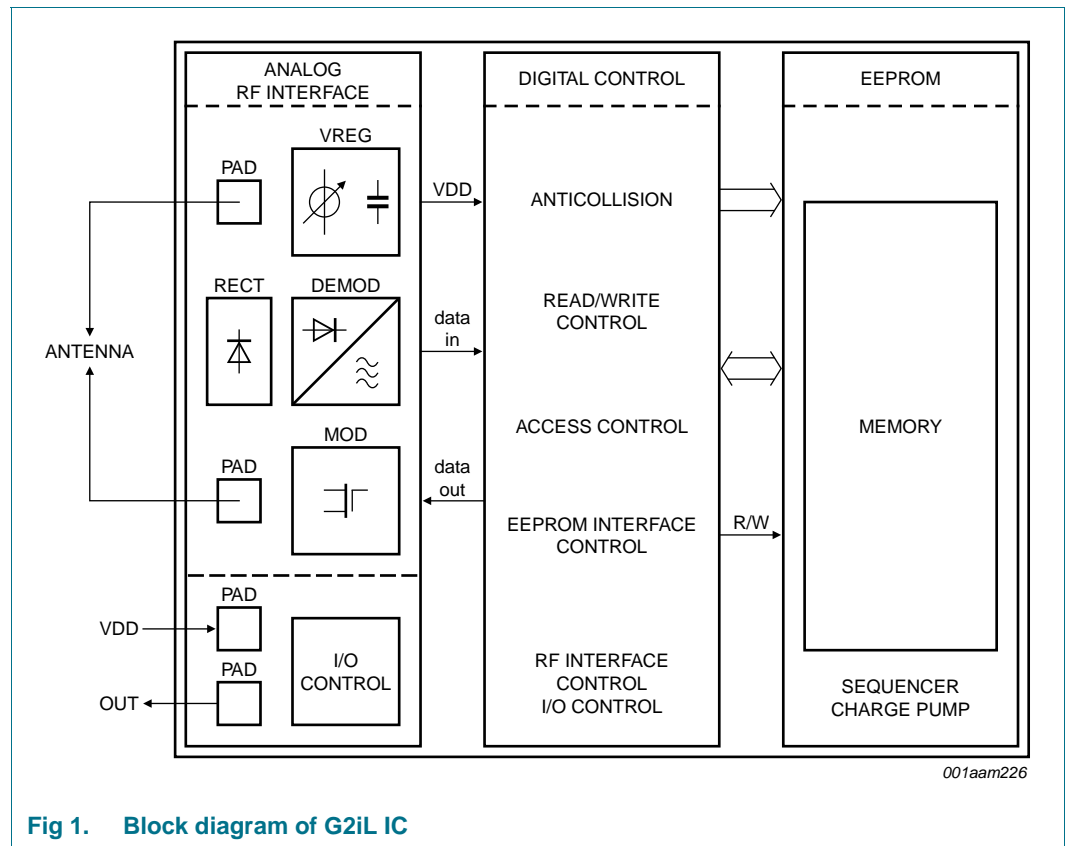 ANALOG
RF INTERFACE
VREG
PAD
RECT
DEMOD
MOD
PAD
PAD
PAD
I/O
CONTROL
ANTENNA
VDD
OUT
VDD
data
in
data
out
DIGITAL CONTROL
ANTICOLLISION
READ/WRITE
CONTROL
ACCESS CONTROL
EEPROM INTERFACE
CONTROL
RF INTERFACE
CONTROL
I/O CONTROL
R/W
EEPROM
MEMORY
SEQUENCER
CHARGE PUMP
001aam226
Fig 1. Block diagram of G2iL IC